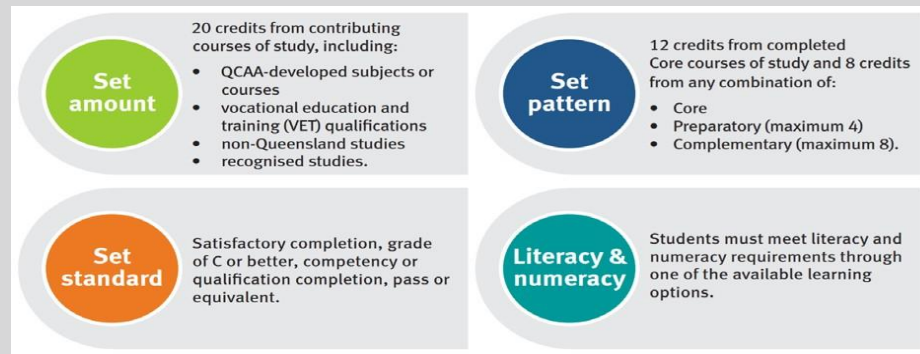 Set
amount
20 credits from contributing
courses of study, including:
• QCAA-developed subjects or
courses
• vocational education and
training (VET) qualifications
• non-Queensland studies
• recognised studies.
Set
pattern
12 credits from completed
Core courses of study and 8 credits
from any combination of:
• Core
• Preparatory (maximum 4)
• Complementary (maximum 8).
Set
standard
Satisfactory completion, grade
of C or better, competency or
qualification completion, pass or
equivalent.
Literacy &
numeracy
Students must meet literacy and
numeracy requirements through
one of the available learning
options.